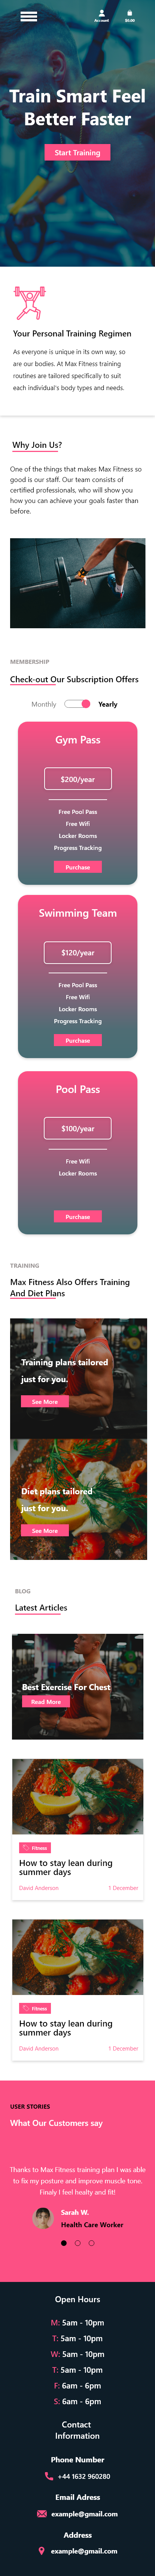 Account
$0.00
Train Smart Feel
Better Faster
Start Training
Your Personal Training Regimen
As everyone is unique in its own way, so
are our bodies. At Max Fitness training
routines are tailored specifically to suit
each individual's body types and needs.
Why Join Us?
One of the things that makes Max Fitness so
good is our staff. Our team consists of
certified professionals, who will show you
how you can achieve your goals faster than
before.
MEMBERSHIP
Check-out Our Subscription Offers
Monthly
Yearly
Gym Pass
$200/year
Free Pool Pass
Free Wifi
Locker Rooms
Progress Tracking
Purchase
Swimming Team
$120/year
Free Pool Pass
Free Wifi
Locker Rooms
Progress Tracking
Purchase
Pool Pass
$100/year
Free Wifi
Locker Rooms
Purchase
TRAINING
Max Fitness Also Offers Training
And Diet Plans
Training plans tailored
just for you.
See More
Diet plans tailored
just for you.
See More
BLOG
Latest Articles
Best Exercise For Chest
Read More
Fitness
How to stay lean during
summer days
David Anderson
1 December
Fitness
How to stay lean during
summer days
David Anderson
1 December
USER STORIES
What Our Customers say
Thanks to Max Fitness training plan I was able
to fix my posture and improve muscle tone.
Finaly I feel healty and fit!
Sarah W.
Health Care Worker
Open Hours
M: 5am - 10pm
T: 5am - 10pm
W: 5am - 10pm
T: 5am - 10pm
F: 6am - 6pm
S: 6am - 6pm
Contact
Information
Phone Number
+44 1632 960280
Email Adress
example@gmail.com
Address
example@gmail.com